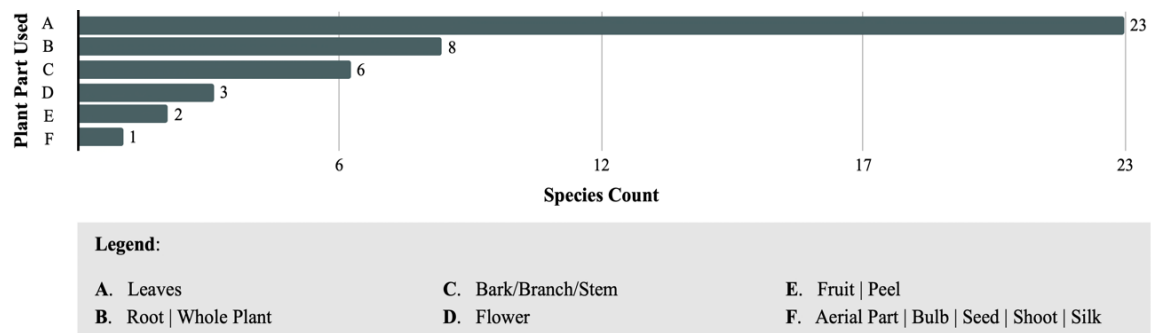 Plant Part Used
A 23
B 8
C 6
D 3
E 2
F 1
6 12 17 23
Species Count
Legend:
A. Leaves
B. Root | Whole Plant
C. Bark/Branch/Stem
D. Flower
E. Fruit | Peel
F. Aerial Part | Bulb | Seed | Shoot | Silk